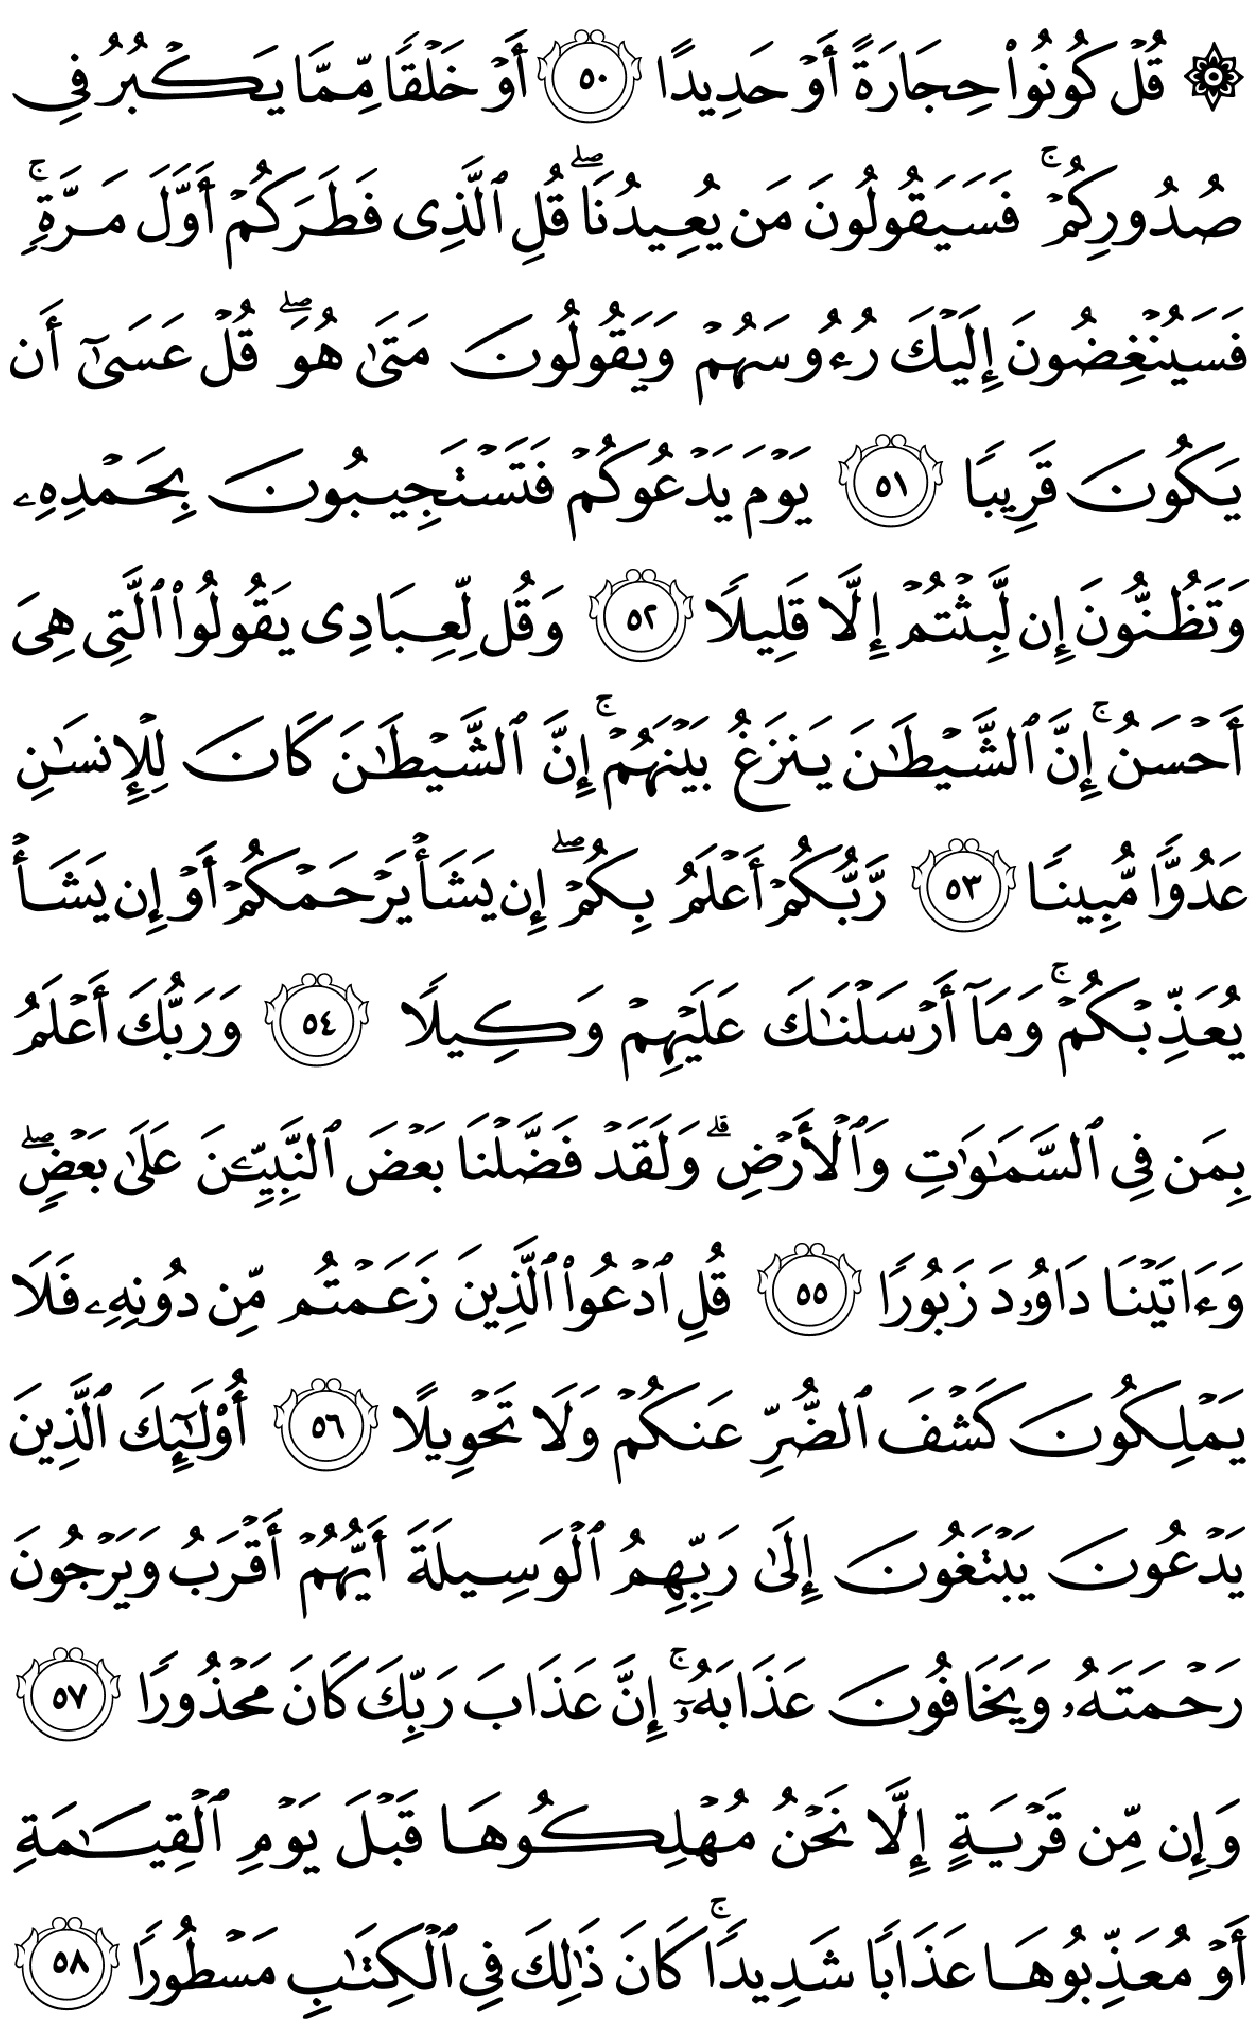 ۞ قُلۡ كُونُواْ حِجَارَةً أَوۡ حَدِيدًا ٥٠ أَوۡ خَلۡقٗا مِّمَّا يَكۡبُرُ فِي
صُدُورِكُمۡۚ فَسَيَقُولُونَ مَن يُعِيدُنَاۖ قُلِ ٱلَّذِي فَطَرَكُمۡ أَوَّلَ مَرَّةٖۚ
فَسَيُنۡغِضُونَ إِلَيۡكَ رُءُوسَهُمۡ وَيَقُولُونَ مَتَىٰ هُوَۖ قُلۡ عَسَىٰٓ أَن
يَكُونَ قَرِيبٗا ٥١ يَوۡمَ يَدۡعُوكُمۡ فَتَسۡتَجِيبُونَ بِحَمۡدِهِۦ
وَتَظُنُّونَ إِن لَّبِثۡتُمۡ إِلَّا قَلِيلٗا ٥٢ وَقُل لِّعِبَادِي يَقُولُواْ ٱلَّتِي هِيَ
أَحۡسَنُۚ إِنَّ ٱلشَّيۡطَٰنَ يَنزَغُ بَيۡنَهُمۡۚ إِنَّ ٱلشَّيۡطَٰنَ كَانَ لِلۡإِنسَٰنِ
عَدُوّٗا مُّبِينٗا ٥٣ رَّبُّكُمۡ أَعۡلَمُ بِكُمۡۖ إِن يَشَأۡ يَرۡحَمۡكُمۡ أَوۡ إِن يَشَأۡ
يُعَذِّبۡكُمۡۚ وَمَآ أَرۡسَلۡنَٰكَ عَلَيۡهِمۡ وَكِيلٗا ٥٤ وَرَبُّكَ أَعۡلَمُ
بِمَن فِي ٱلسَّمَٰوَٰتِ وَٱلۡأَرۡضِۗ وَلَقَدۡ فَضَّلۡنَا بَعۡضَ ٱلنَّبِيِّـۧنَ عَلَىٰ بَعۡضٖۖ
وَءَاتَيۡنَا دَاوُۥدَ زَبُورٗا ٥٥ قُلِ ٱدۡعُواْ ٱلَّذِينَ زَعَمۡتُم مِّن دُونِهِۦ فَلَا
يَمۡلِكُونَ كَشۡفَ ٱلضُّرِّ عَنكُمۡ وَلَا تَحۡوِيلًا ٥٦ أُوْلَٰٓئِكَ ٱلَّذِينَ
يَدۡعُونَ يَبۡتَغُونَ إِلَىٰ رَبِّهِمُ ٱلۡوَسِيلَةَ أَيُّهُمۡ أَقۡرَبُ وَيَرۡجُونَ
رَحۡمَتَهُۥ وَيَخَافُونَ عَذَابَهُۥٓۚ إِنَّ عَذَابَ رَبِّكَ كَانَ مَحۡذُورٗا ٥٧
وَإِن مِّن قَرۡيَةٍ إِلَّا نَحۡنُ مُهۡلِكُوهَا قَبۡلَ يَوۡمِ ٱلۡقِيَٰمَةِ
أَوۡ مُعَذِّبُوهَا عَذَابٗا شَدِيدٗاۚ كَانَ ذَٰلِكَ فِي ٱلۡكِتَٰبِ مَسۡطُورٗا ٥٨